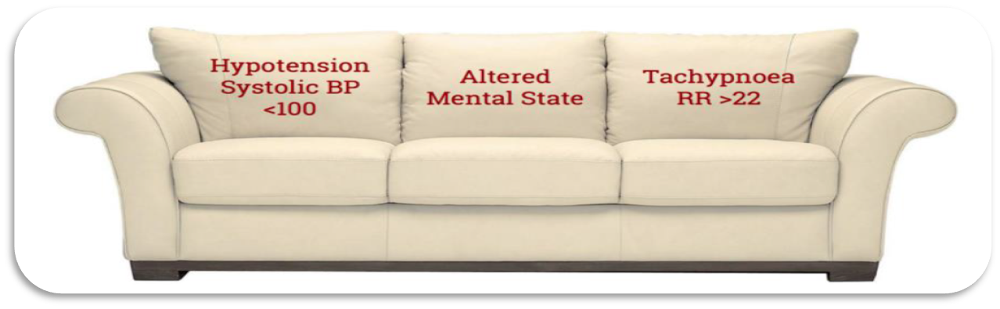 Hypotension
Systolic BP
<100
Altered
Mental State
Tachypnoea
RR >22